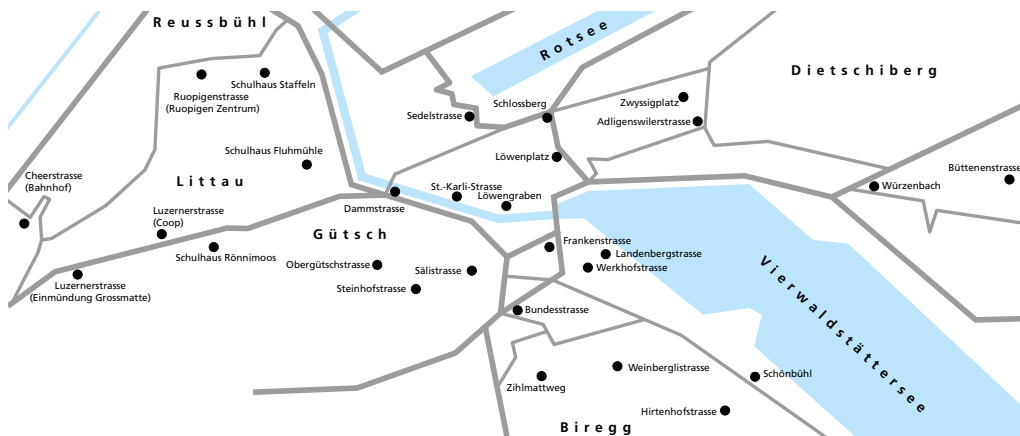 Reussbühl
Rotsee
Dietschiberg
Schulhaus Staffeln
Ruopigenstrasse
(Ruopigen Zentrum)
Schlossberg
Zwyssigplatz
Sedelstrasse
Adligenswilerstrasse
Schulhaus Fluhmühle
Löwenplatz
Cheerstrasse
(Bahnhof)
Littau
St.-Karli-Strasse
Löwengraben
Würzenbach
Büttenenstrasse
Dammstrasse
Luzernerstrasse
(Coop)
Gütsch
Schulhaus Rönnimoos
Frankenstrasse
Landenbergstrasse
Werkhofstrasse
Obergütschstrasse
Sälistrasse
Steinhofstrasse
Luzernerstrasse
(Einmündung Grossmatte)
Vierwaldstättersee
Bundesstrasse
Weinberglistrasse
Schönbühl
Zihlmattweg
Hirtenhofstrasse
Biregg